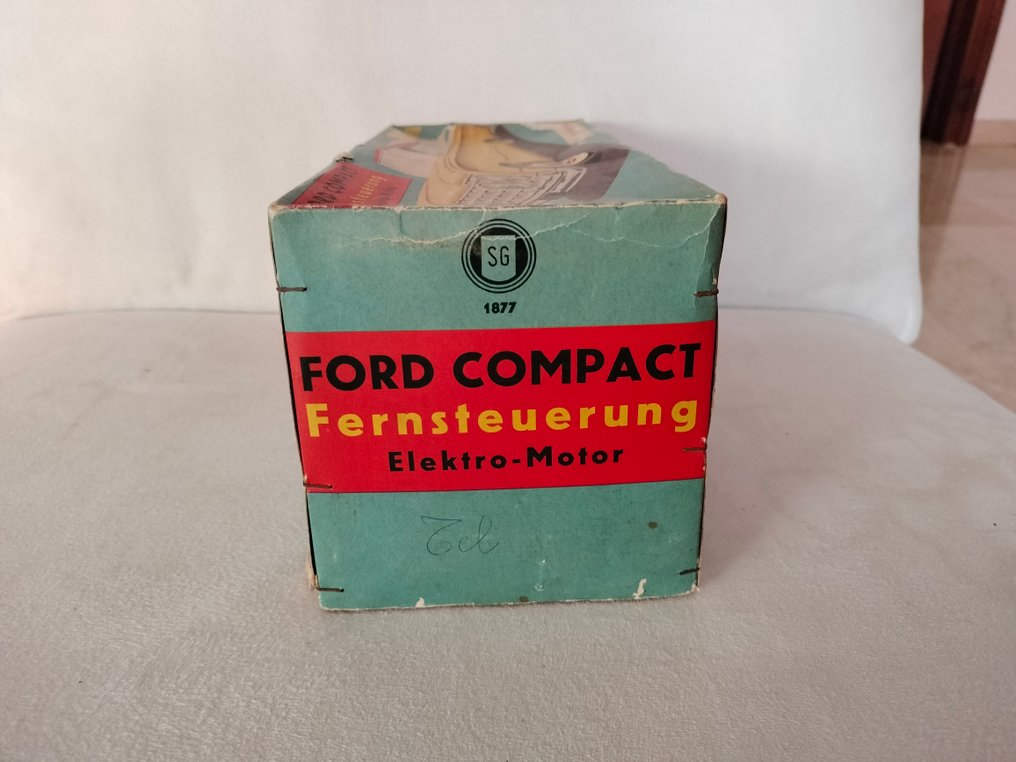 SG
1877
FORD COMPACT
Fernsteuerung
Elektro-Motor